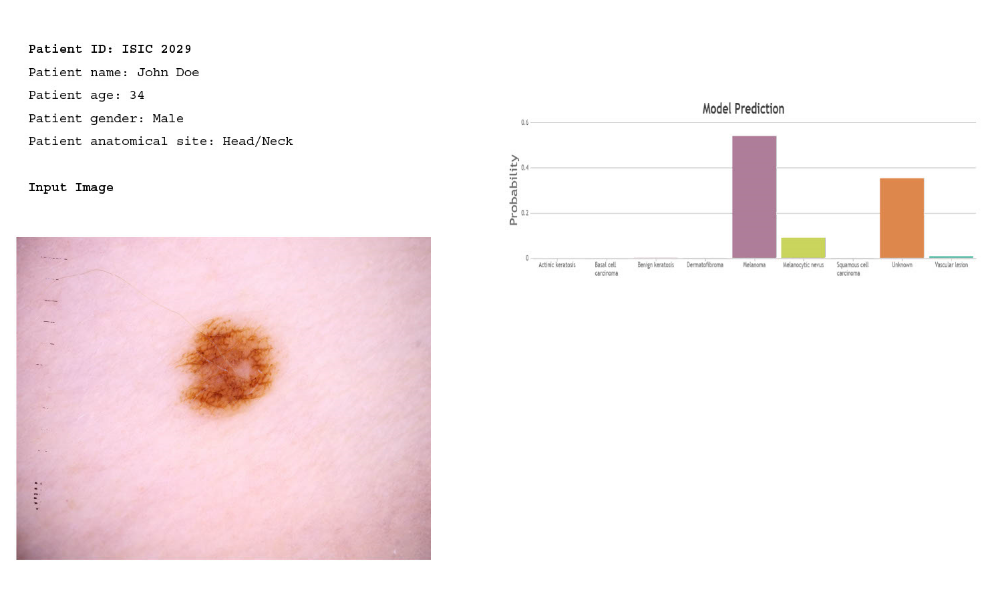 Patient ID: ISIC 2029
Patient name: John Doe
Patient age: 34
Patient gender: Male
Patient anatomical site: Head/Neck
Input Image
Model Prediction
Probability
0.6
0.4
0.2
0
Actinic keratosis
Basal cell
carcinoma
Benign keratosis
Dermatofibroma
Melanoma
Melanocytic nevus
Squamous cell
carcinoma
Unknown
Vascular lesion